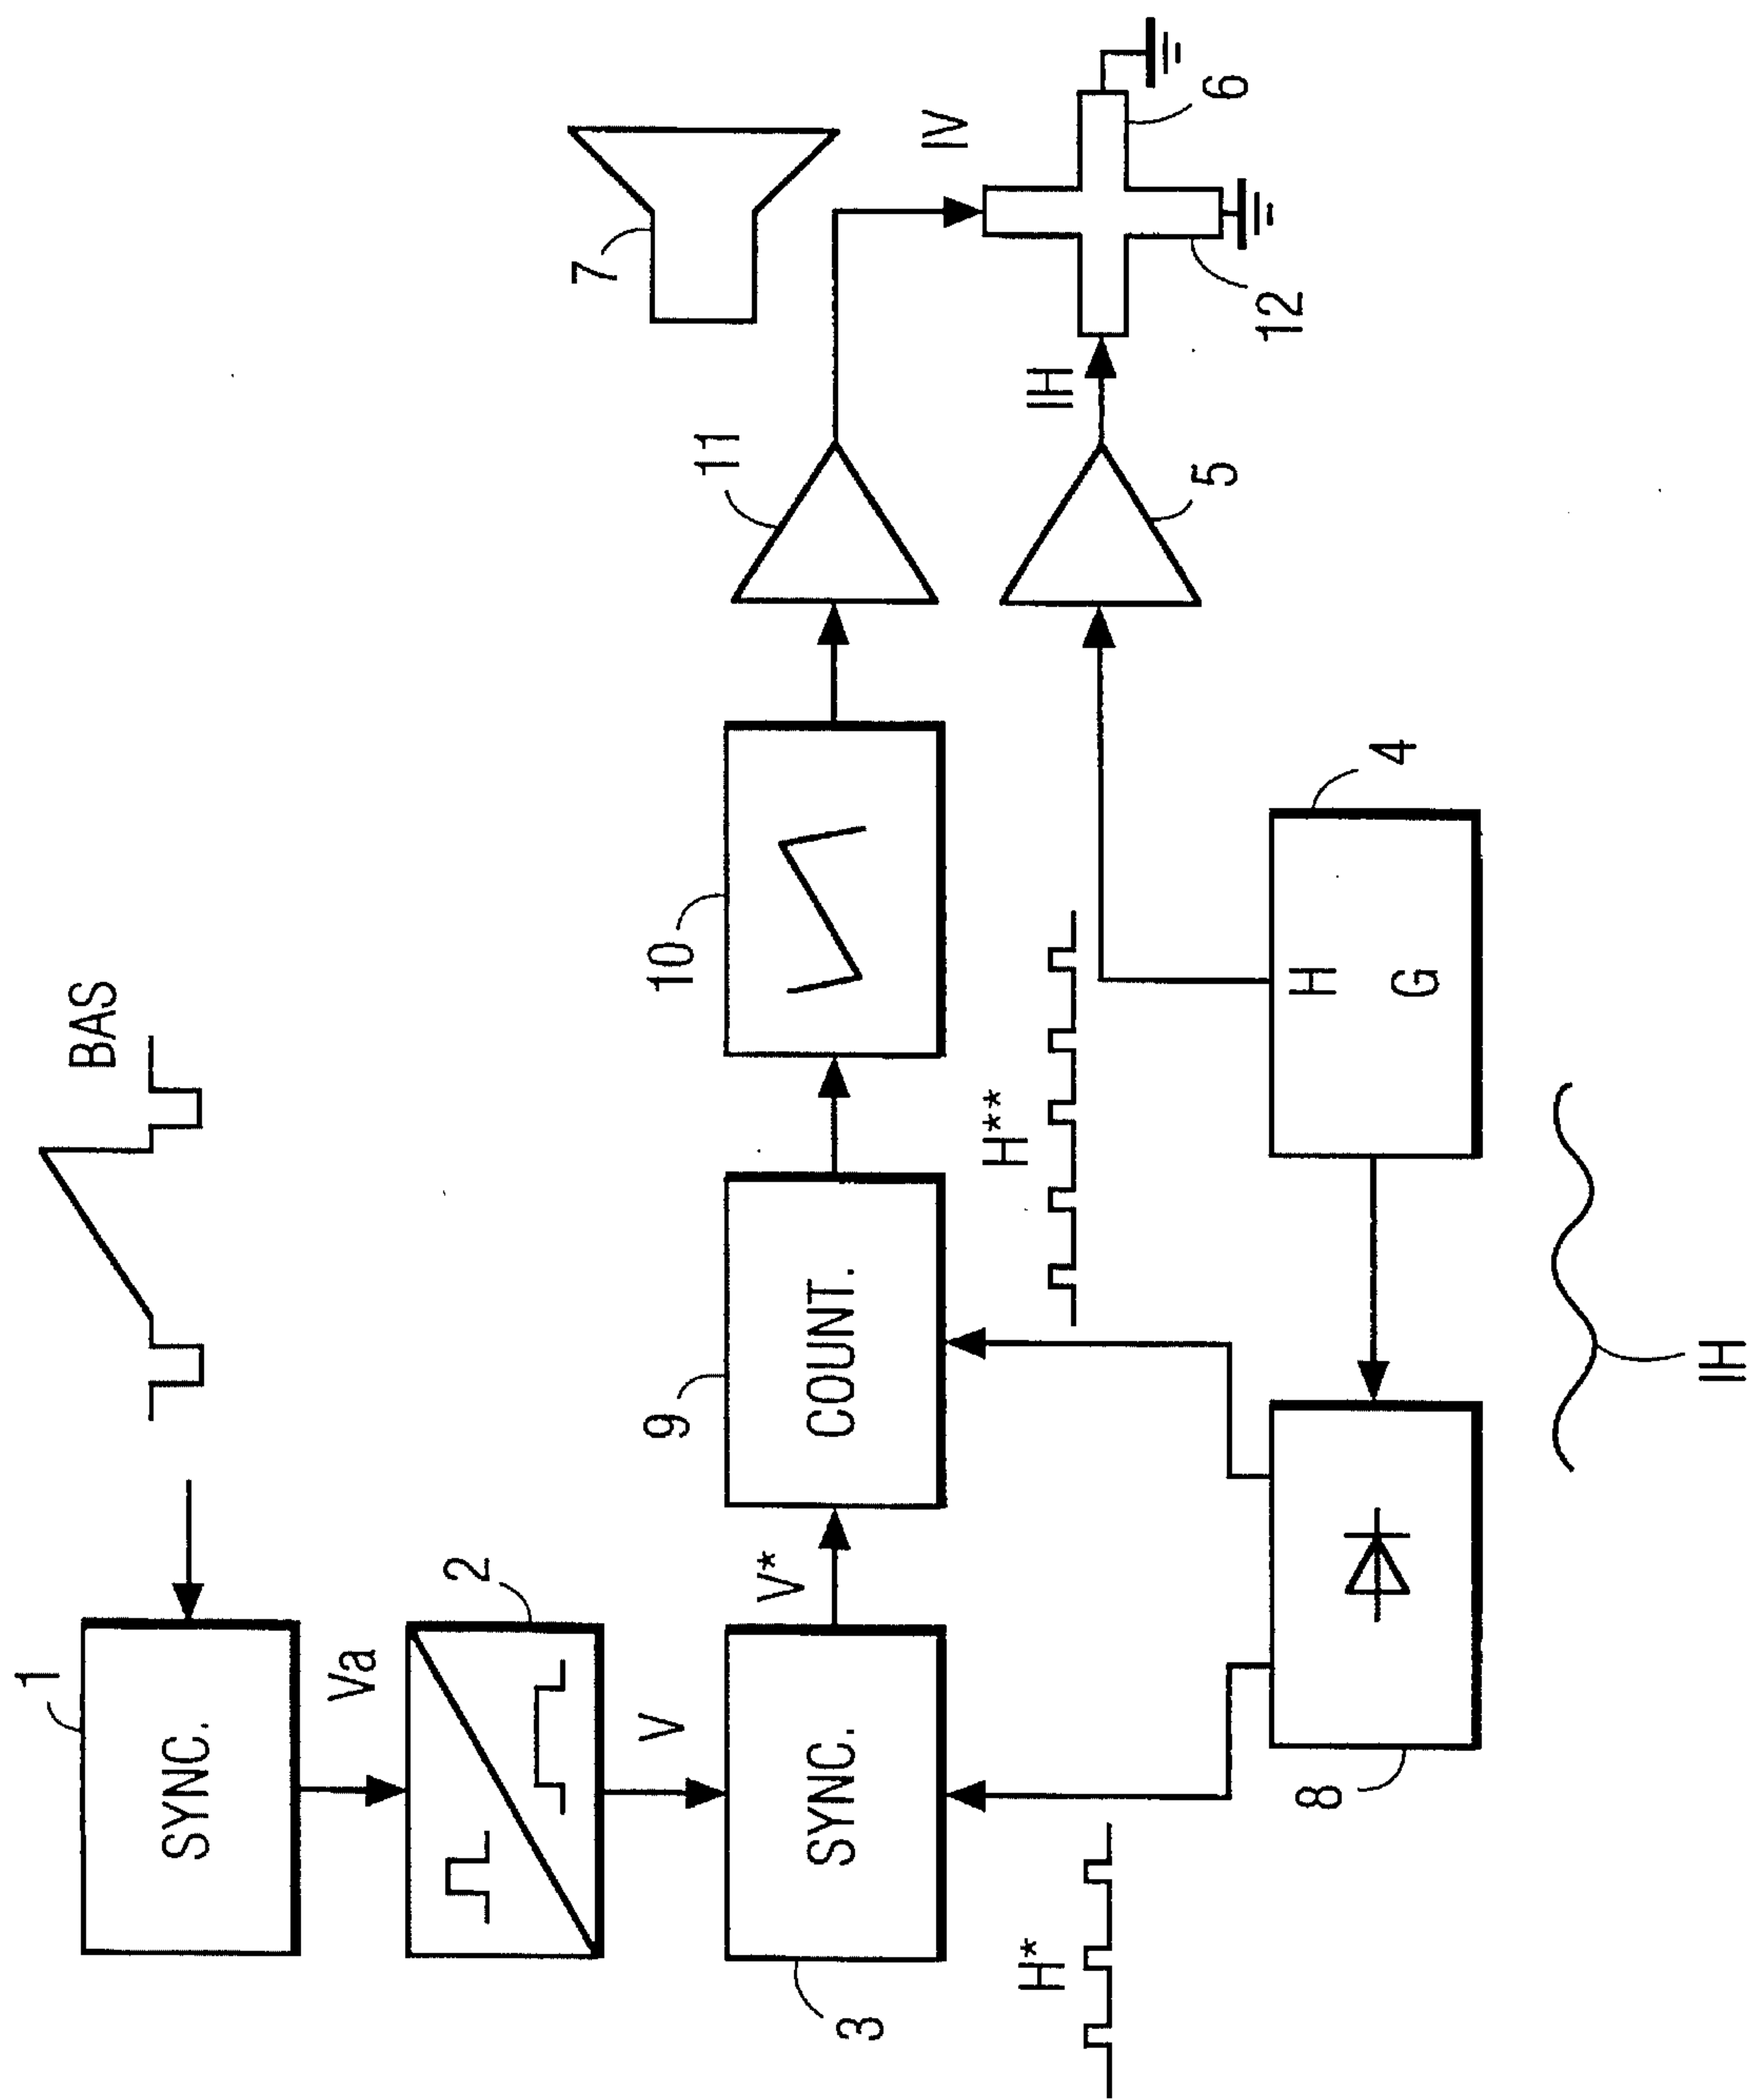 BAS
1
SYNC.
Va
2
V
7
9
10
11
IV
SYNC.
V*
COUNT.
3
H*
H**
IH
6
12
5
4
H
G
8
IH